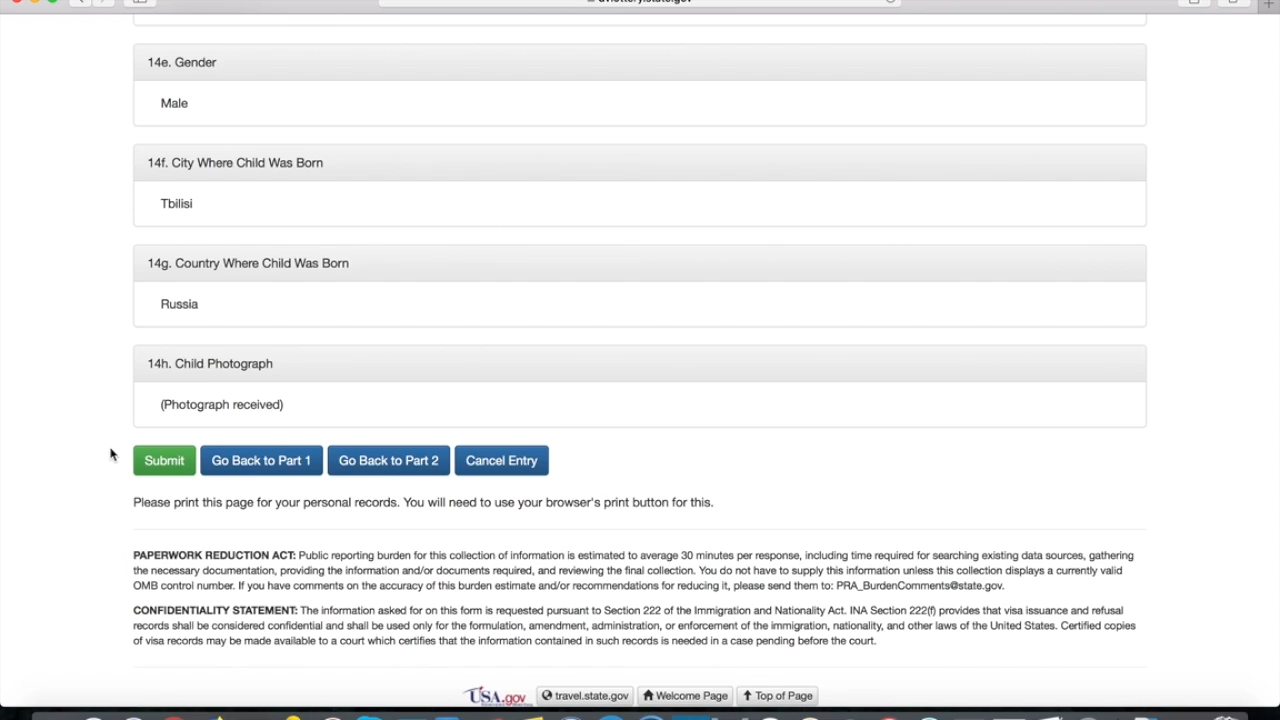 14e. Gender
Male
14f. City Where Child Was Born
Tbilisi
14g. Country Where Child Was Born
Russia
14h. Child Photograph
(Photograph received)
Submit Go Back to Part 1 Go Back to Part 2 Cancel Entry
Please print this page for your personal records. You will need to use your browser's print button for this.
PAPERWORK REDUCTION ACT: Public reporting burden for this collection of information is estimated to average 30 minutes per response, including time required for searching existing data sources, gathering
the necessary documentation, providing the information and/or documents required, and reviewing the final collection. You do not have to supply this information unless this collection displays a currently valid
OMB control number. If you have comments on the accuracy of this burden estimate and/or recommendations for reducing it, please send them to: PRA_BurdenComments@state.gov.
CONFIDENTIALITY STATEMENT: The information asked for on this form is requested pursuant to Section 222 of the Immigration and Nationality Act. INA Section 222(f) provides that visa issuance and refusal
records shall be considered confidential and shall be used only for the formulation, amendment, administration, or enforcement of the immigration, nationality, and other laws of the United States. Certified copies
of visa records may be made available to a court which certifies that the information contained in such records is needed in a case pending before the court.
USA.gov travel.state.gov Welcome Page Top of Page